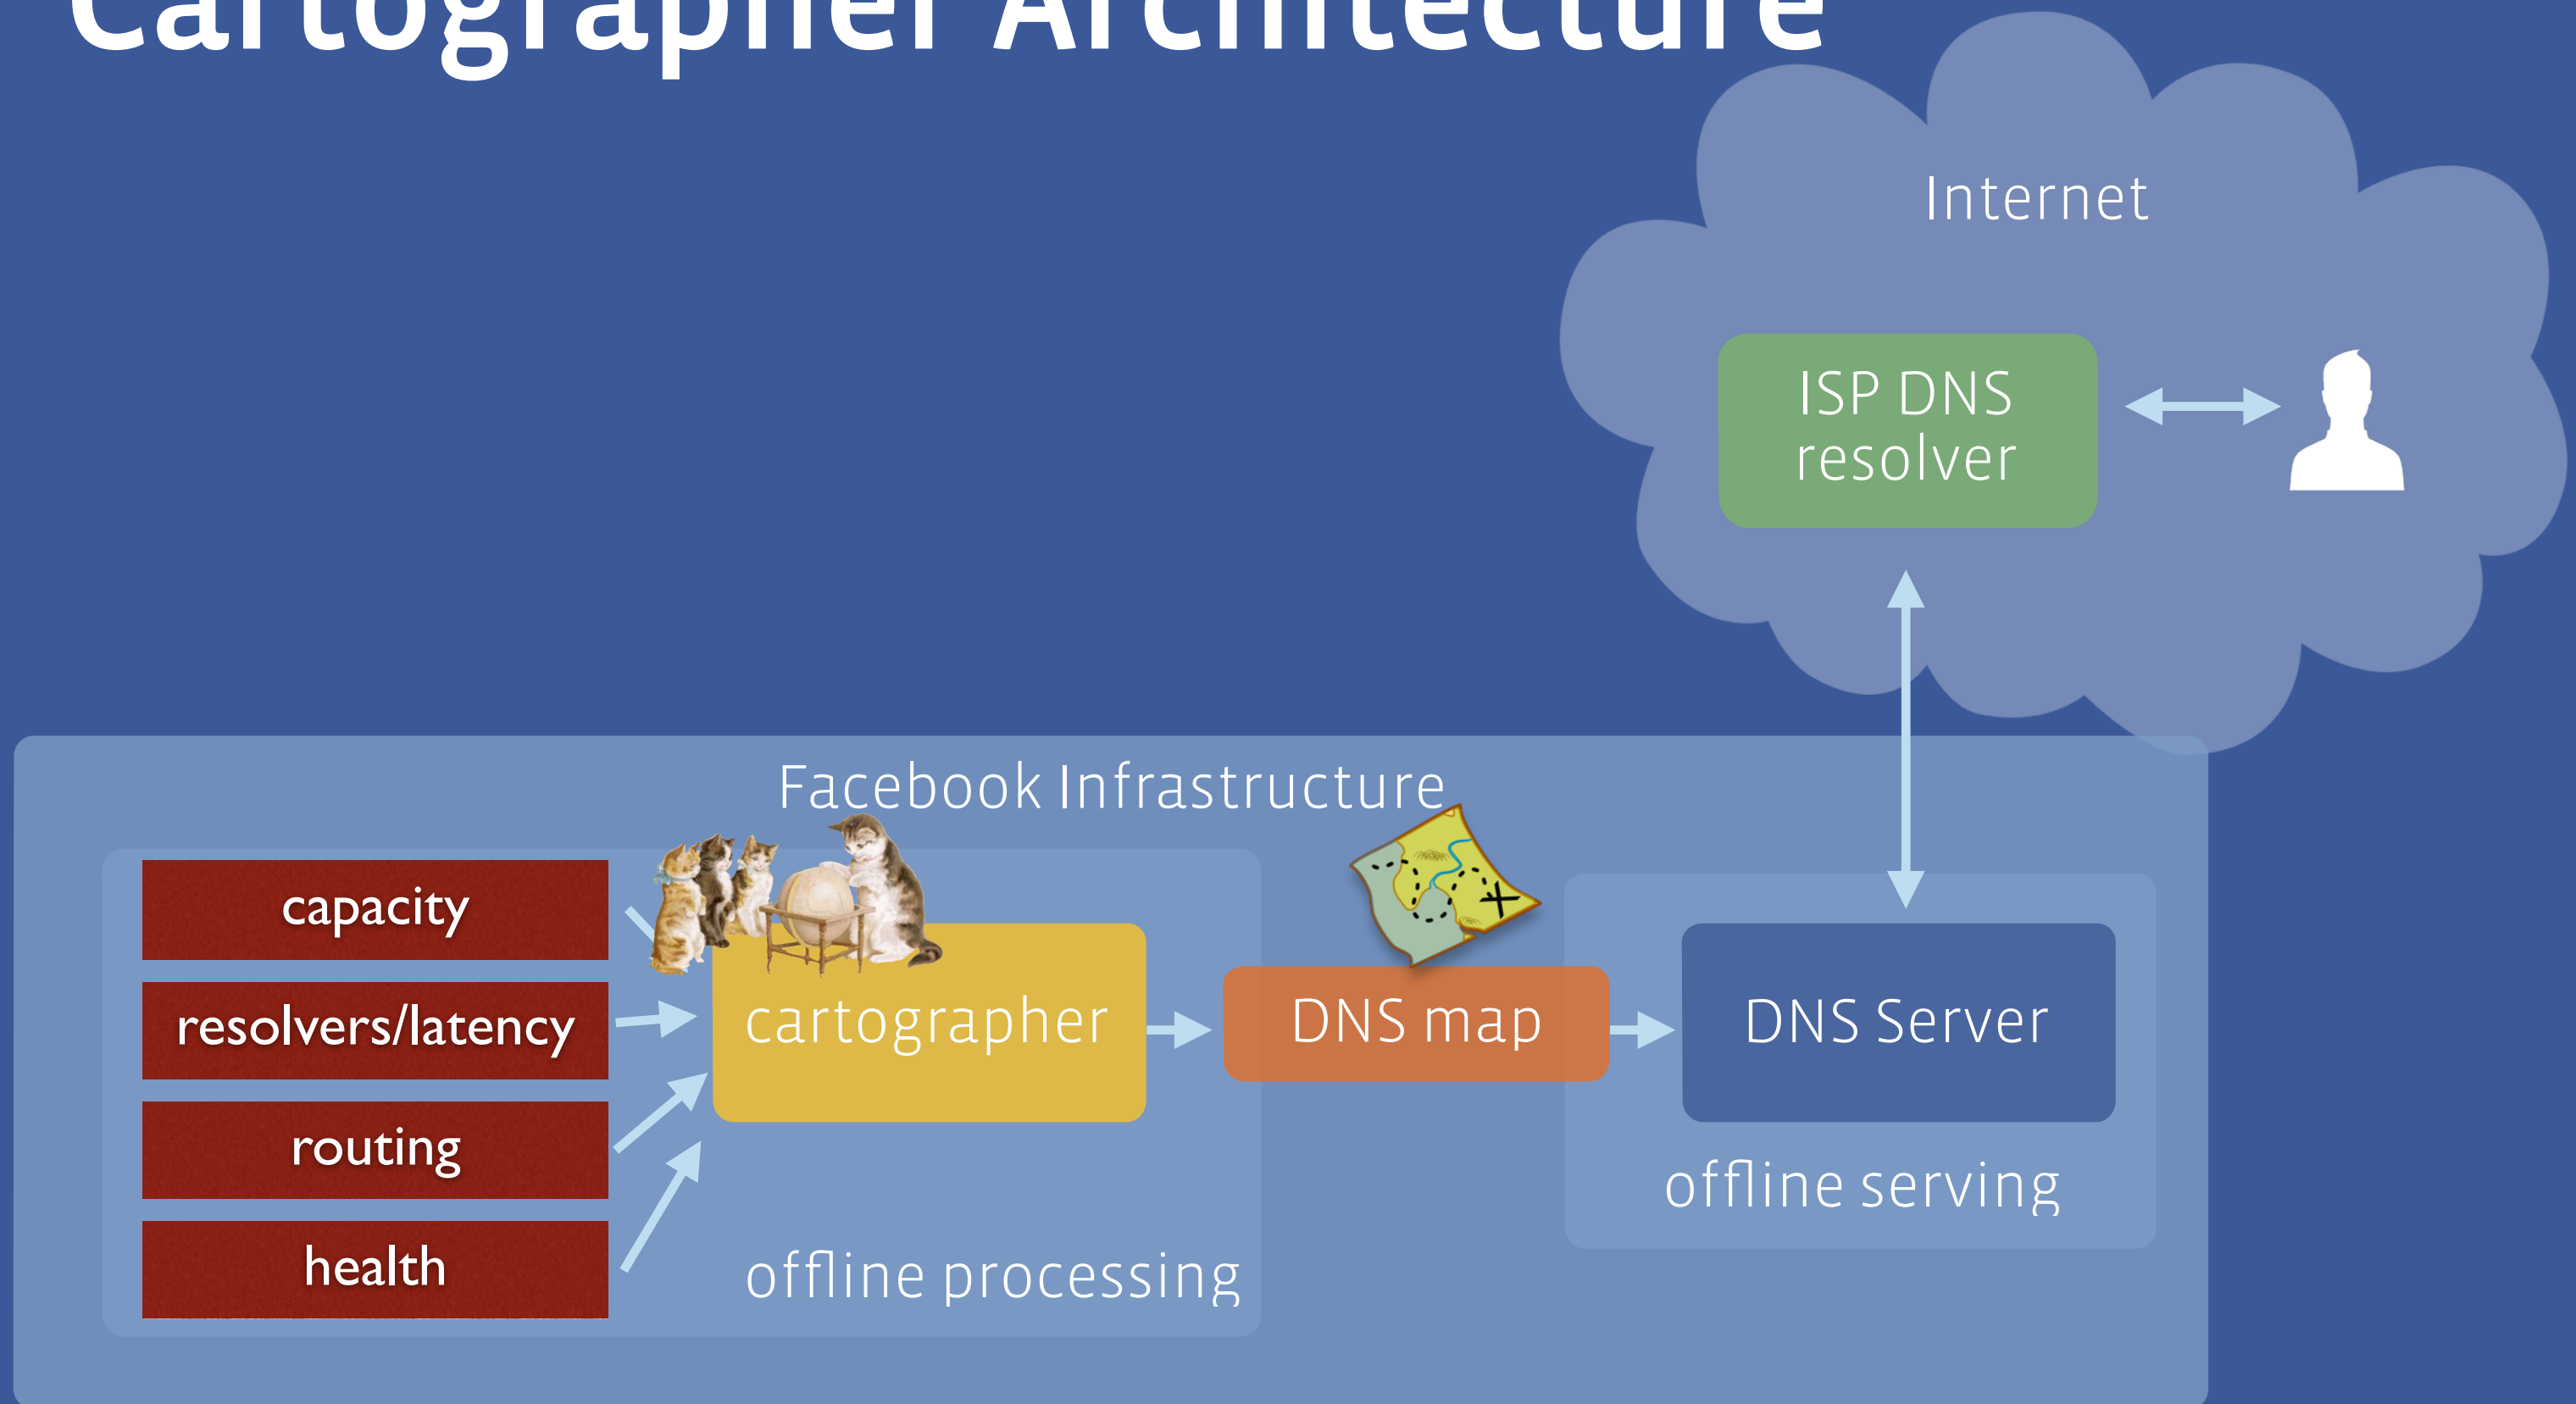 Cartographer Architecture
Internet
ISP DNS
resolver
Facebook Infrastructure
capacity
resolvers/latency
routing
health
cartographer
offline processing
DNS map
DNS Server
offline serving